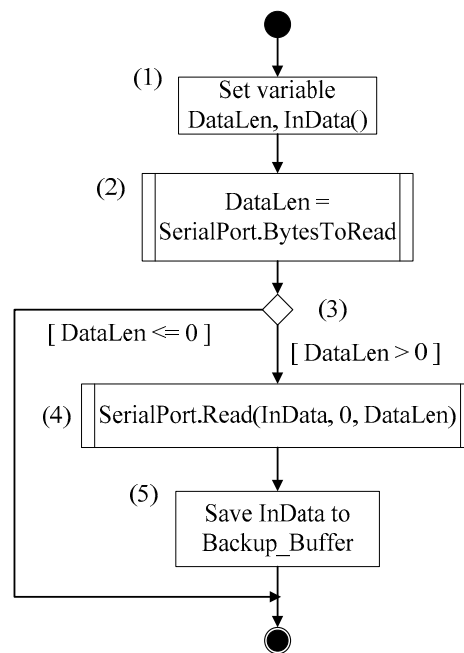 (1)
Set variable
DataLen, InData()
(2)
DataLen =
SerialPort.BytesToRead
(3)
[ DataLen <= 0 ]
[ DataLen > 0 ]
(4)
SerialPort.Read(InData, 0, DataLen)
(5)
Save InData to
Backup_Buffer